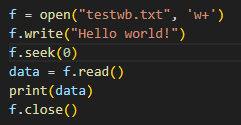 f = open("testwb.txt", 'w+')
f.write("Hello world!")
f.seek(0)
data = f.read()
print(data)
f.close()